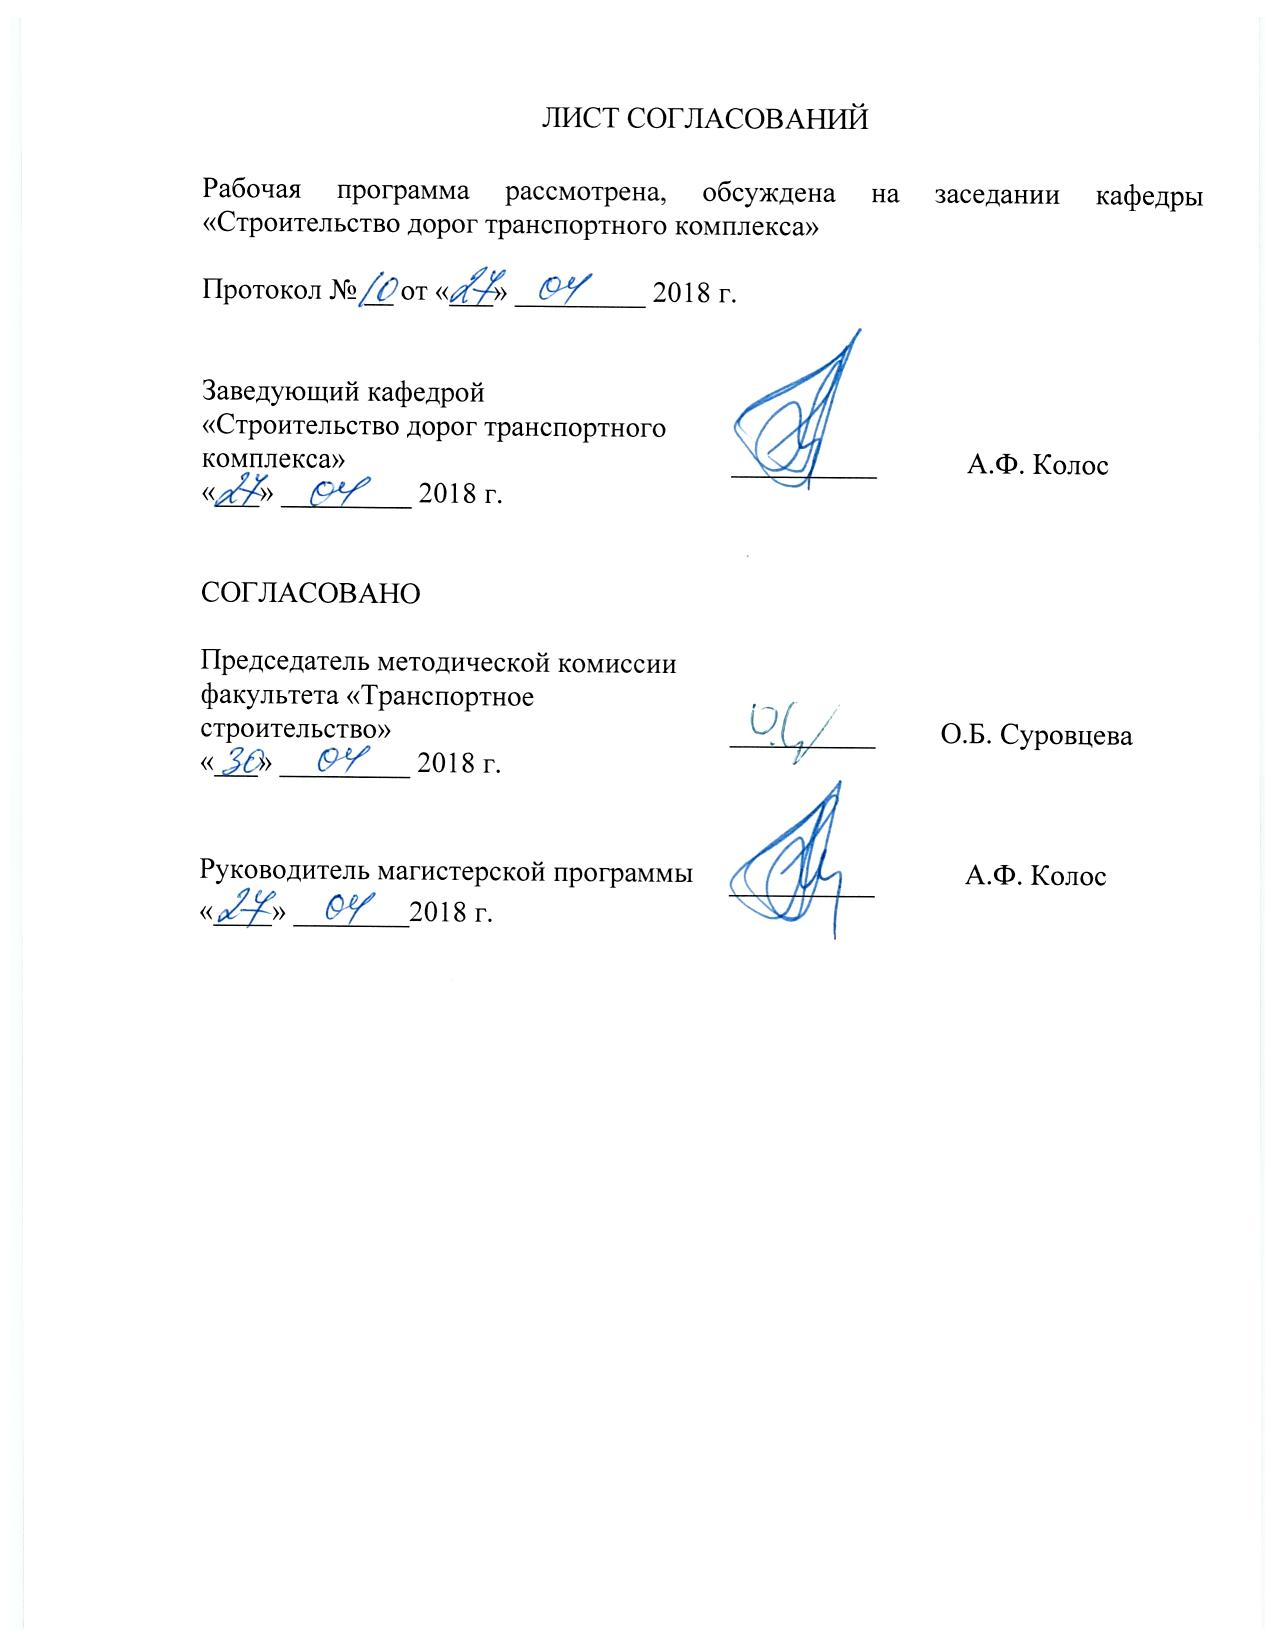 ЛИСТ СОГЛАСОВАНИЙ
Рабочая программа рассмотрена, обсуждена на заседании кафедры
«Строительство дорог транспортного комплекса»
Протокол № 10 от «27» 04 2018 г.
Заведующий кафедрой
«Строительство дорог транспортного
комплекса» А.Ф. Колос
«27» 04 2018 г.
СОГЛАСОВАНО
Председатель методической комиссии
факультета «Транспортное
строительство» О.Б. Суровцева
«30» 04 2018 г.
Руководитель магистерской программы А.Ф. Колос
«27» 04 2018 г.